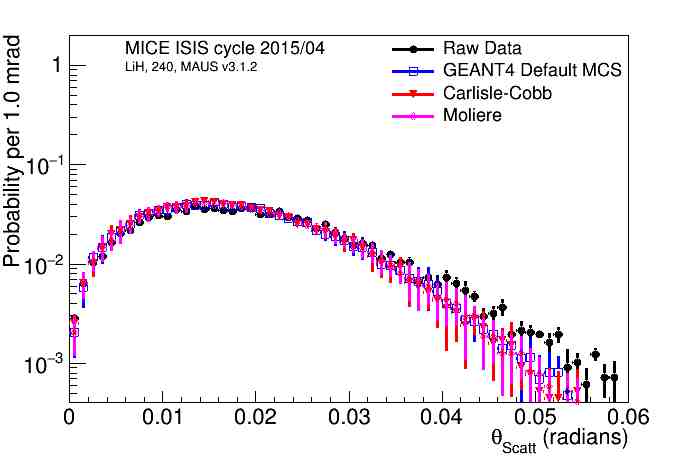 MICE ISIS cycle 2015/04
LiH, 240, MAUS v3.1.2
Raw Data
GEANT4 Default MCS
Carlisle-Cobb
Moliere
Probability per 1.0 mrad
1
10⁻¹
10⁻²
10⁻³
0 0.01 0.02 0.03 0.04 0.05 0.06
θScatt (radians)